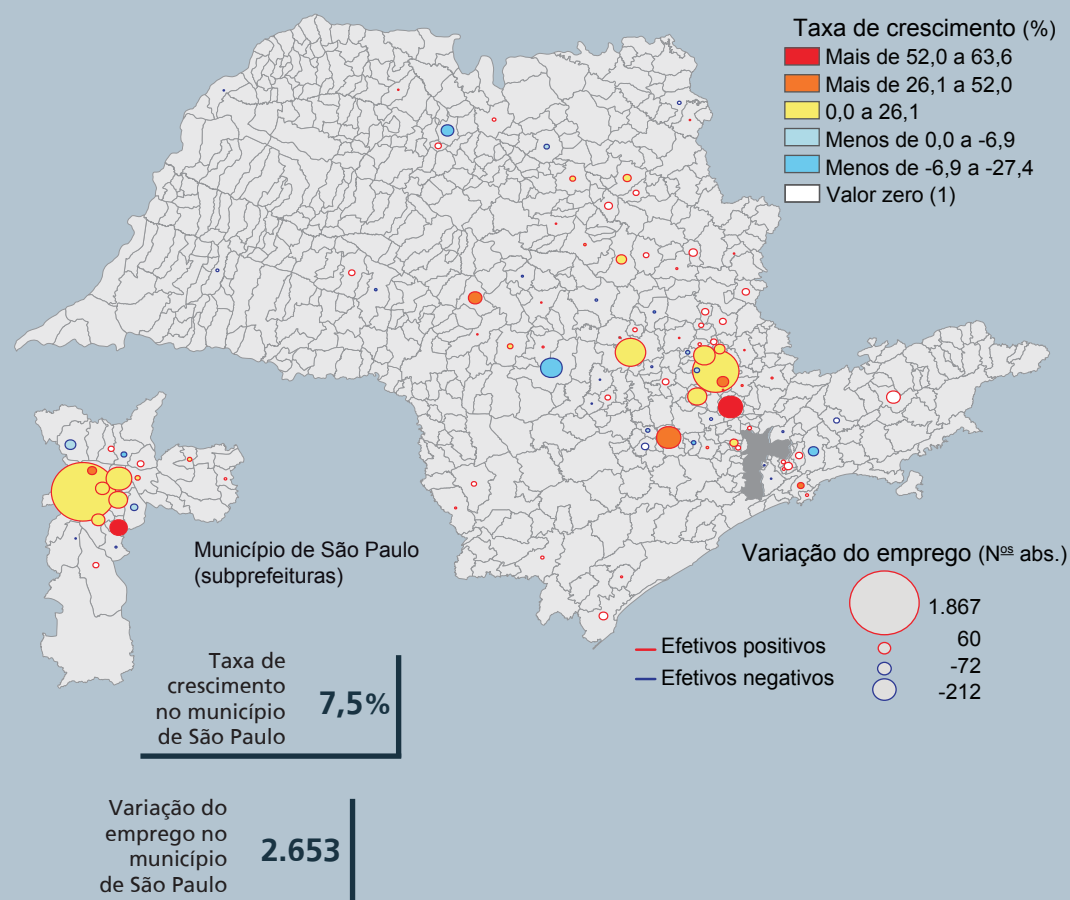 Taxa de crescimento (%)
Mais de 52,0 a 63,6
Mais de 26,1 a 52,0
0,0 a 26,1
Menos de 0,0 a -6,9
Menos de -6,9 a -27,4
Valor zero (1)
Município de São Paulo
(subprefeituras)
Variação do emprego (Nos abs.)
1.867
60
-72
-212
Efetivos positivos
Efetivos negativos
Taxa de
crescimento
no município
de São Paulo
7,5%
Variação do
emprego no
município
de São Paulo
2.653